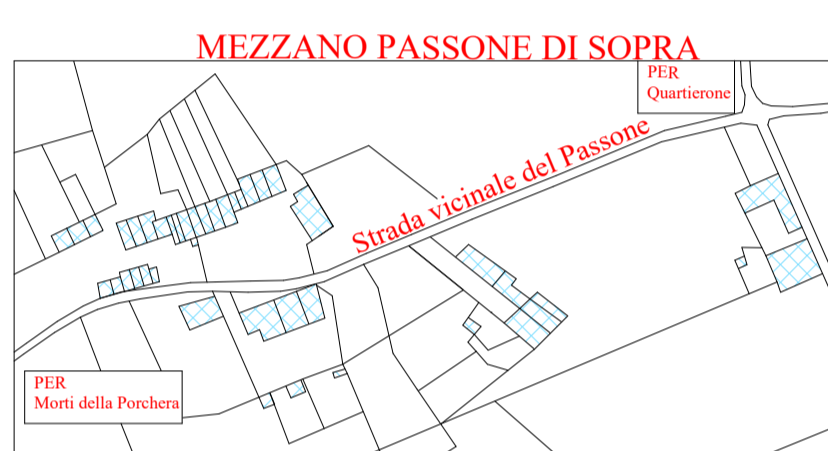 MEZZANO PASSONE DI SOPRA
PER
Quartierone
Strada vicinale del Passone
PER
Morti della Porchera